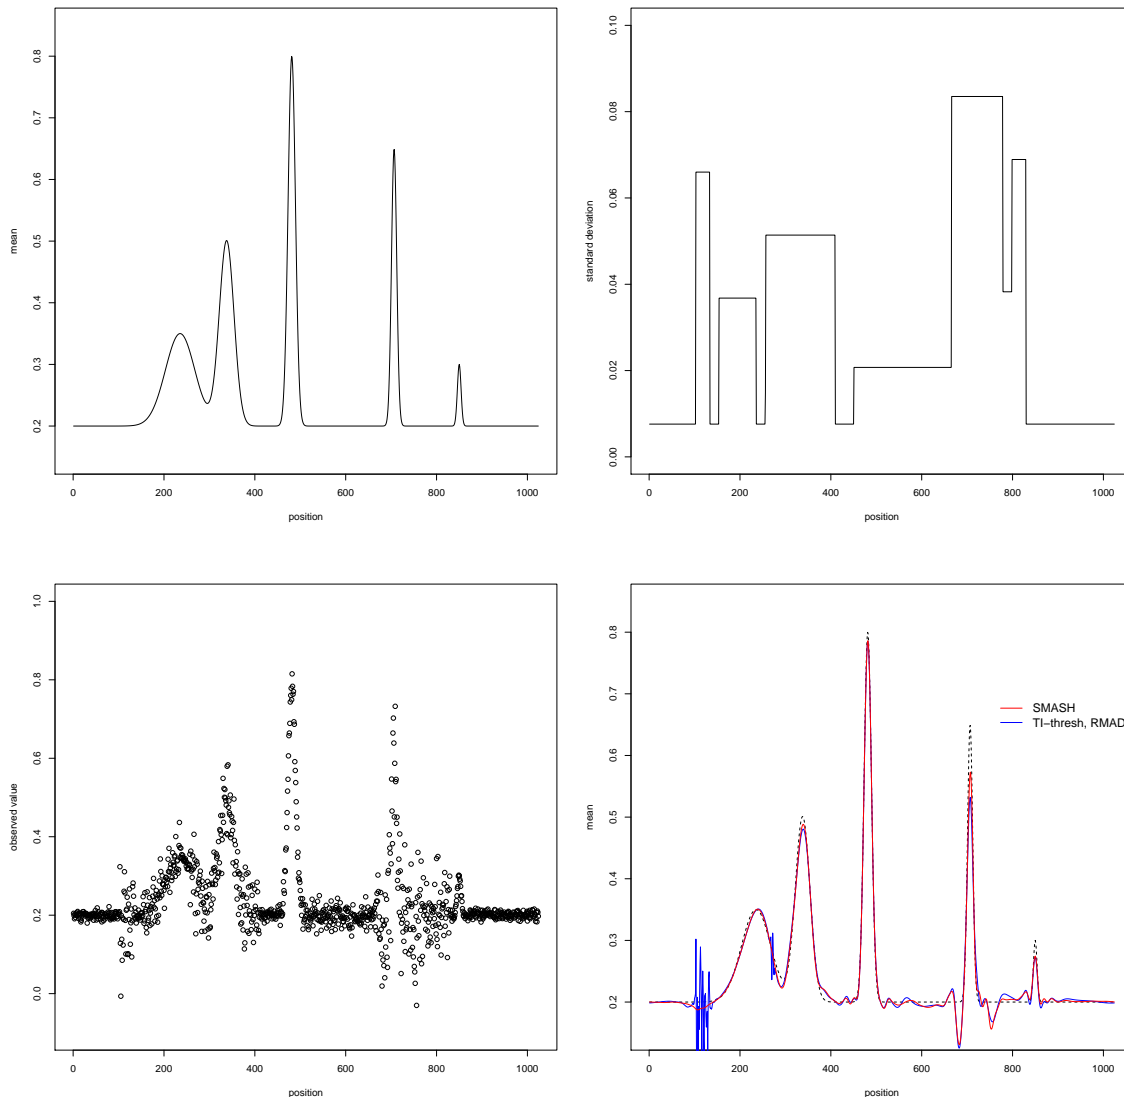 mean
0.8
0.7
0.6
0.5
0.4
0.3
0.2
0 200 400 600 800 1000
position
standard deviation
0.10
0.08
0.06
0.04
0.02
0.00
0 200 400 600 800 1000
position
observed value
1.0
0.8
0.6
0.4
0.2
0.0
0 200 400 600 800 1000
position
mean
0.8
0.7
0.6
0.5
0.4
0.3
0.2
SMASH
TI−thresh, RMAD
0 200 400 600 800 1000
position